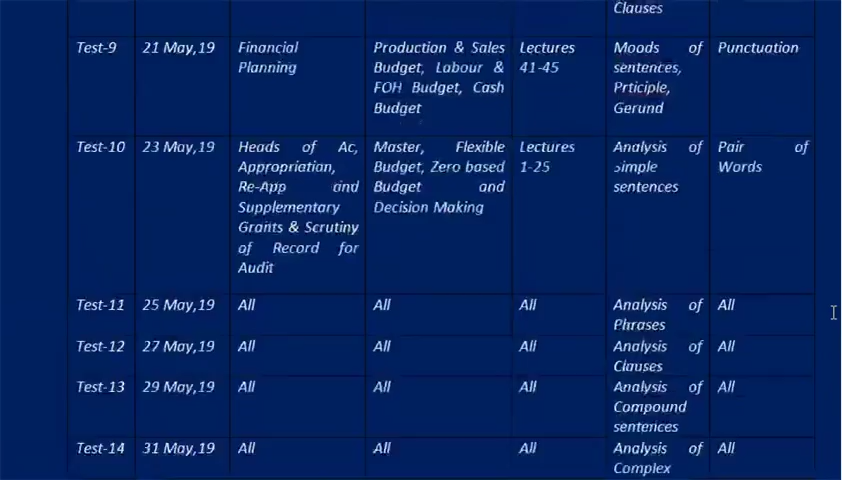 Clauses
Test-9 21 May,19 Financial Production & Sales Lectures Moods of Punctuation
Planning Budget, Labour & 41-45 sentences,
FOH Budget, Cash Prticiple,
Budget Gerund
Test-10 23 May,19 Heads of Ac, Master, Flexible Lectures Analysis of Pair of
Appropriation, Budget, Zero based 1-25 Simple Words
Re-App and Budget and sentences
Supplementary Decision Making
Grants & Scrutiny
of Record for
Audit
Test-11 25 May,19 All All All Analysis of All
Phrases
Test-12 27 May,19 All All All Analysis of All
Clauses
Test-13 29 May,19 All All All Analysis of All
Compound
sentences
Test-14 31 May,19 All All All Analysis of All
Complex